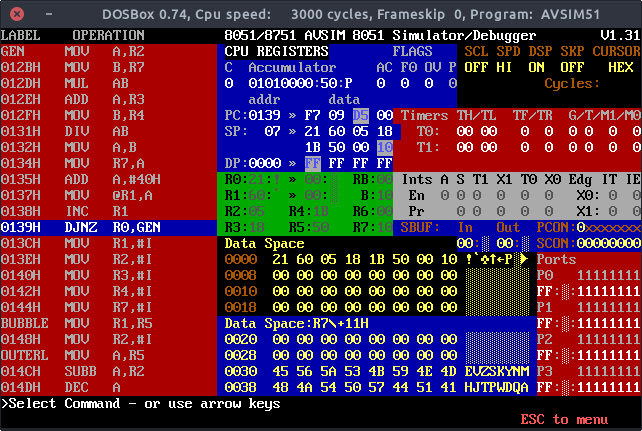 DOSBox 0.74, Cpu speed: 3000 cycles, Frameskip 0, Program: AVSIM51
LABEL OPERATION 8051/8751 AVSIM 8051 Simulator/Debugger V1.31
GEN MOV A,R2 CPU REGISTERS FLAGS SCL SPD DSP SKP CURSOR
012BH MOV B,R7 C Accumulator AC F0 OV P OFF HI ON OFF HEX
012DH MUL AB 0 01010000:50:P 0 0 0 0 Cycles:
012EH ADD A,R3 addr data
012FH MOV B,R4 PC:0139 » F7 09 D5 00 Timers TH/TL TF/TR G/T/M1/M0
0131H DIV AB SP: 07 » 21 60 05 18 T0: 00 00 0 0 0 0 0 0
0132H MOV A,B 1B 50 00 10 T1: 00 00 0 0 0 0 0 0
0134H MOV R7,A DP:0000 » FF FF FF FF
0135H ADD A,#40H R0:21: » 00: RB:00 Ints A S T1 X1 T0 X0 Edg IT IE
0137H MOV @R1,A R1:60: 00: B:10 En 0 0 0 0 0 0 X0: 0 0
0138H INC R1 R2:05 R4:1B R6:00 Pr 0 0 0 0 0 X1: 0 0
0139H DJNZ R0,GEN R3:18 R5:50 R7:10 SBUF: In Out PCON:0xxxxxxx
013CH MOV R1,#I Data Space 00: 00: SCON:00000000
013EH MOV R2,#I 0000 21 60 05 18 1B 50 00 10 Ports
0140H MOV R3,#I 0008 00 00 00 00 00 00 00 00 P0 11111111
0142H MOV R4,#I 0010 00 00 00 00 00 00 00 00 FF: :11111111
0144H MOV R7,#I 0018 00 00 00 00 00 00 00 00 P1 11111111
BUBBLE MOV R1,R5 Data Space:R7\+11H FF: :11111111
0148H MOV R2,#I 0020 00 00 00 00 00 00 00 00 P2 11111111
OUTERL MOV A,R5 0028 00 00 00 00 00 00 00 00 FF: :11111111
014CH SUBB A,R2 0030 45 56 5A 53 4B 59 4E 4D EVZSKYNM P3 11111111
014DH DEC A 0038 48 4A 54 50 57 44 51 41 HJTPWDQA FF: :11111111
>Select Command - or use arrow keys
ESC to menu